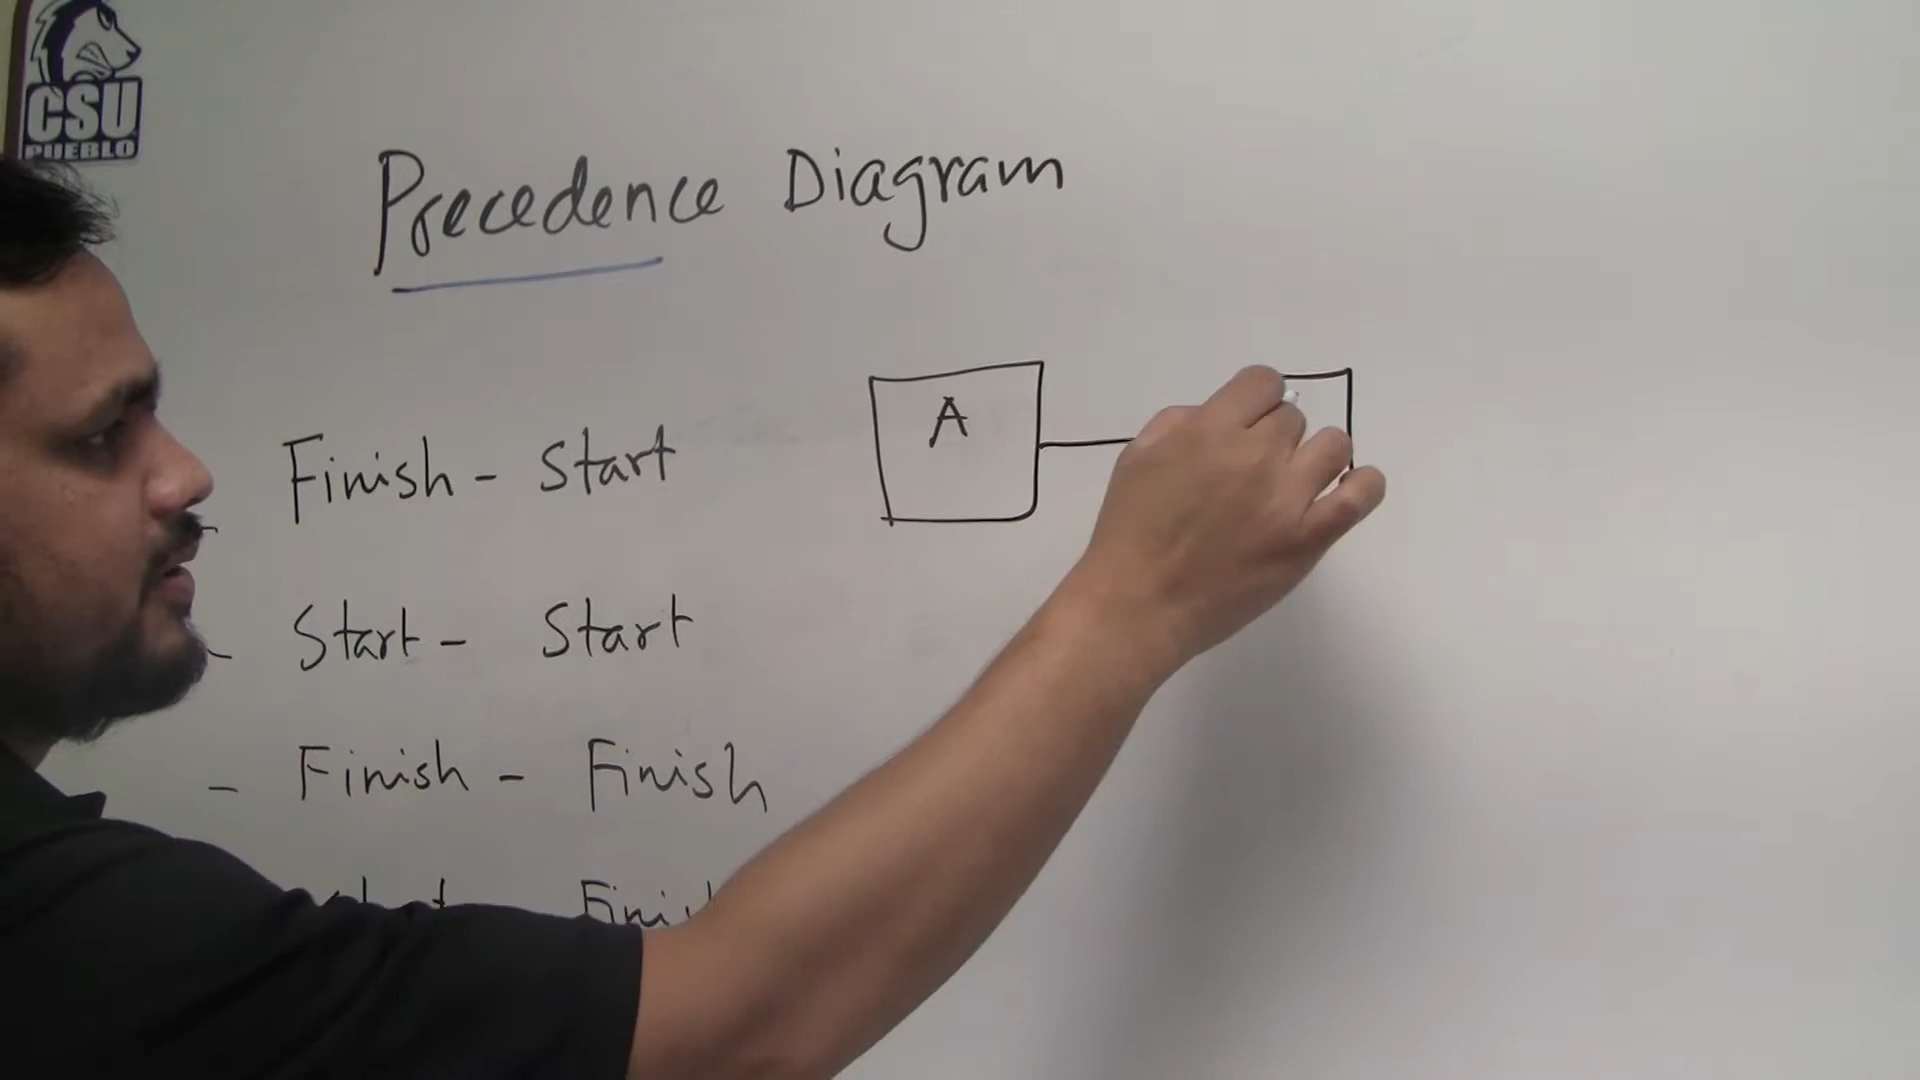 CSU
PUEBLO
Precedence Diagram
Finish - Start
A
- Start - Start
- Finish - Finish